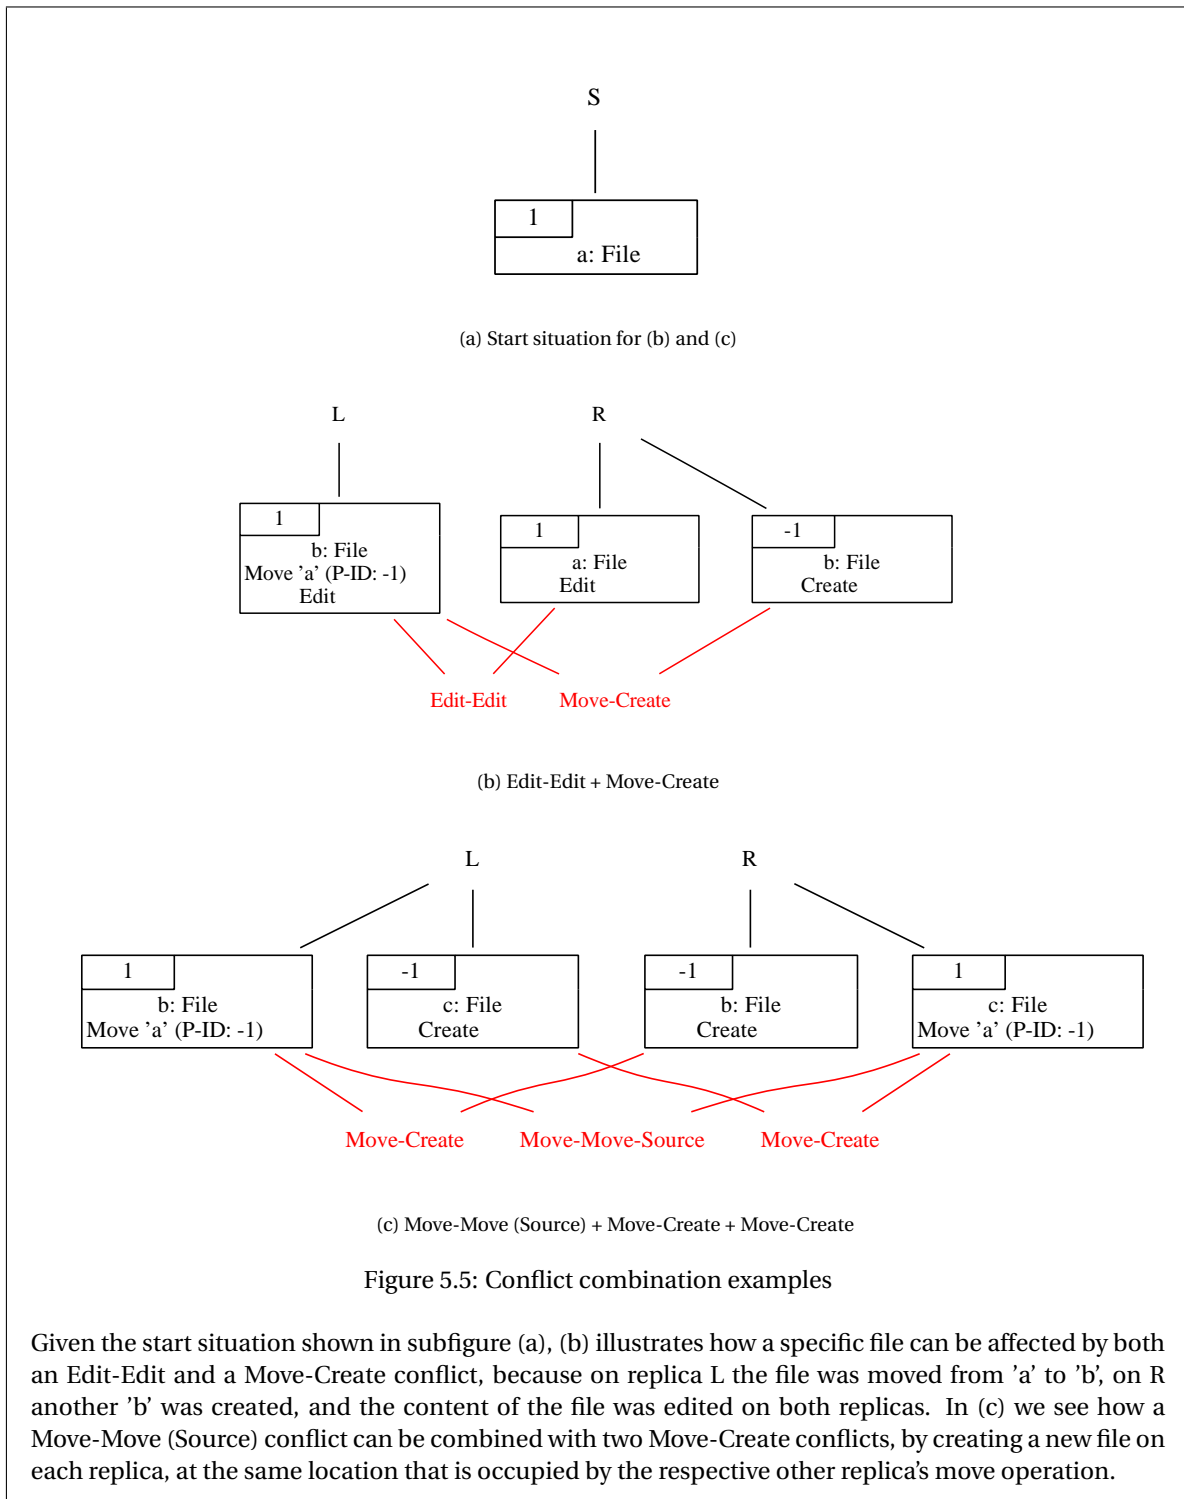 S
1
a: File
(a) Start situation for (b) and (c)
L R
1
b: File
Move ’a’ (P-ID: -1)
Edit
1
a: File
Edit
-1
b: File
Create
Edit-Edit Move-Create
(b) Edit-Edit + Move-Create
L R
1
b: File
Move ’a’ (P-ID: -1)
-1
c: File
Create
-1
b: File
Create
1
c: File
Move ’a’ (P-ID: -1)
Move-Create Move-Move-Source Move-Create
(c) Move-Move (Source) + Move-Create + Move-Create
Figure 5.5: Conflict combination examples
Given the start situation shown in subfigure (a), (b) illustrates how a specific file can be affected by both
an Edit-Edit and a Move-Create conflict, because on replica L the file was moved from ’a’ to ’b’, on R
another ’b’ was created, and the content of the file was edited on both replicas. In (c) we see how a
Move-Move (Source) conflict can be combined with two Move-Create conflicts, by creating a new file on
each replica, at the same location that is occupied by the respective other replica’s move operation.